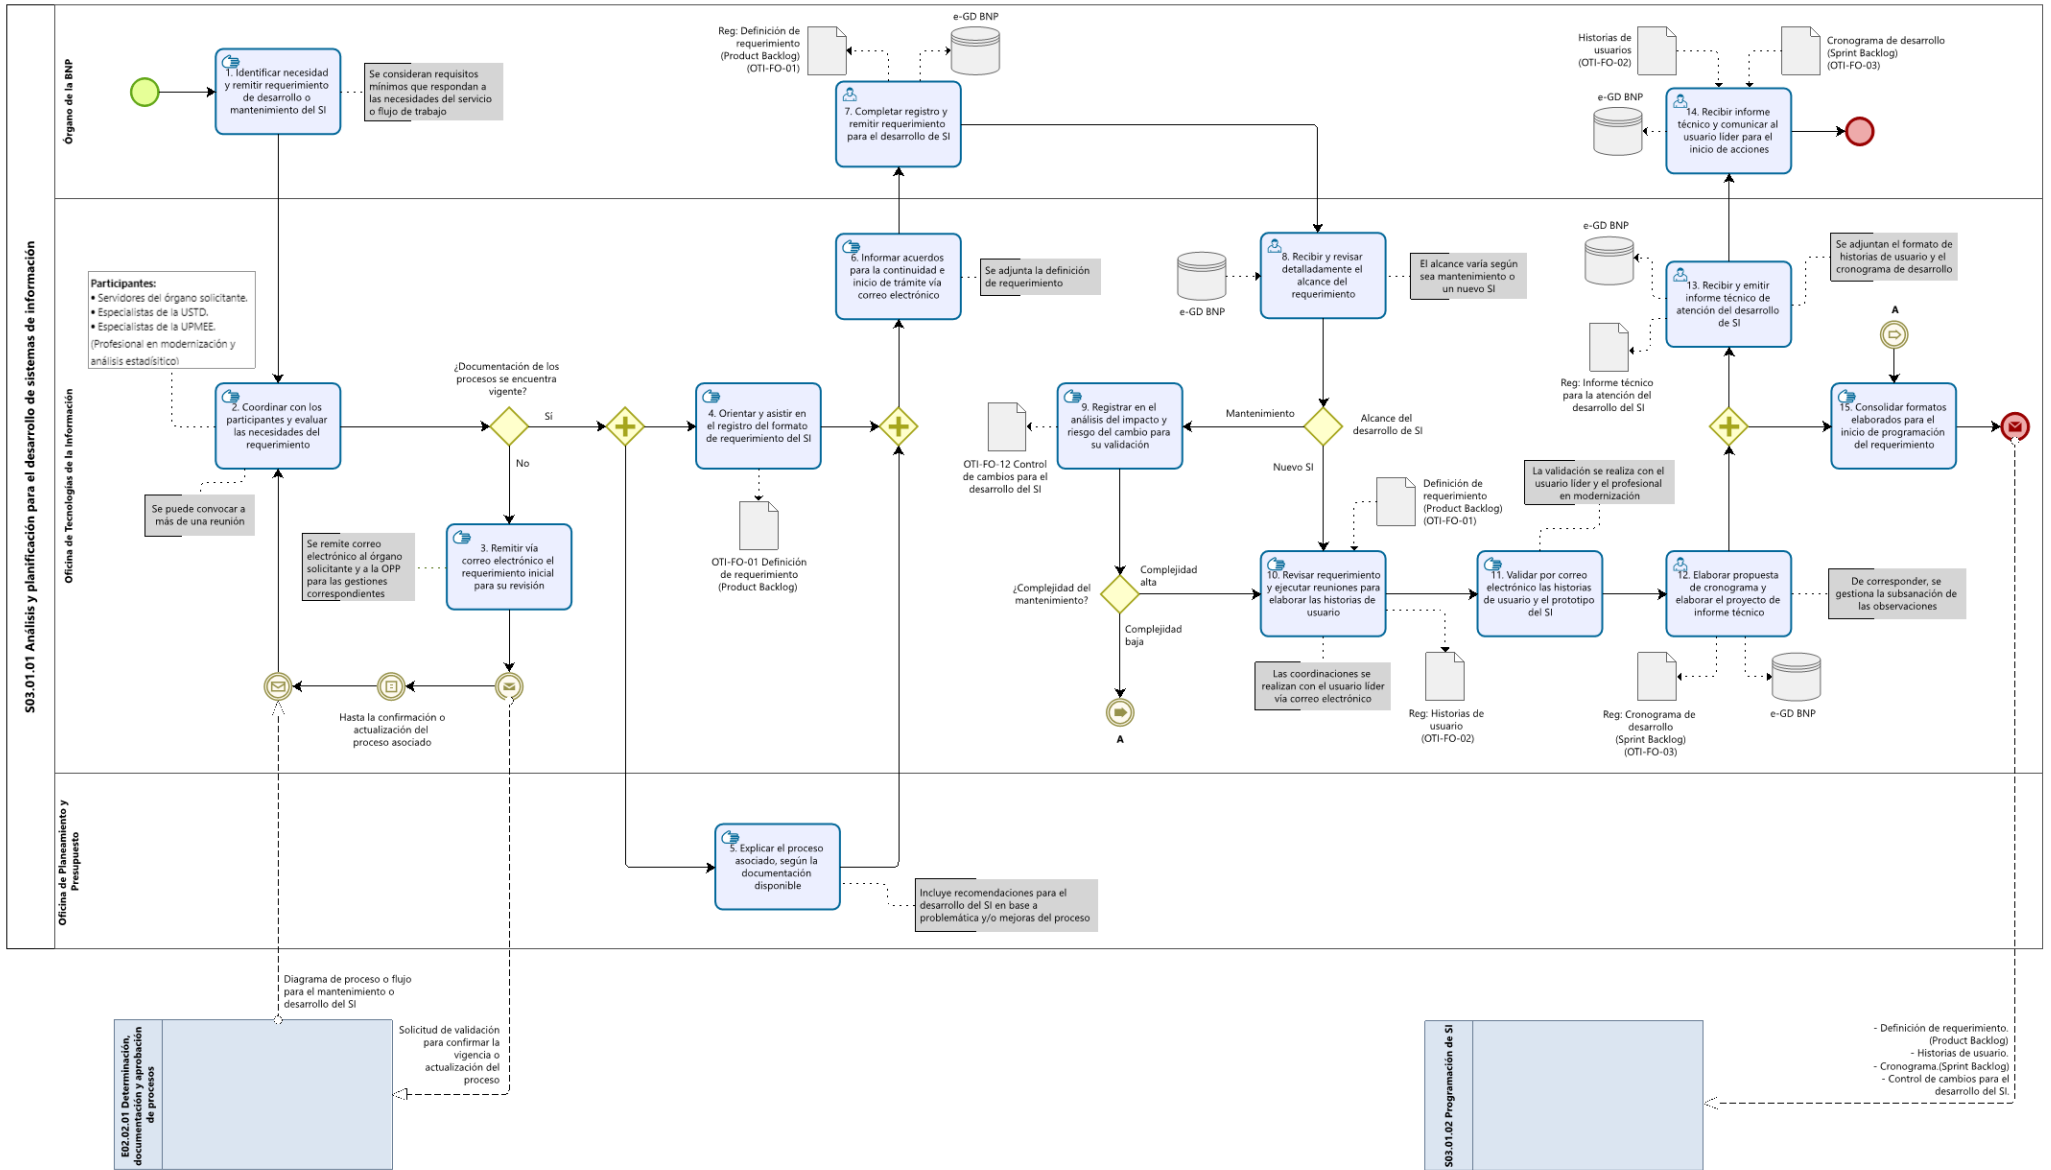 S03.01.01 Análisis y planificación para el desarrollo de sistemas de información
Órgano de la BNP
1. Identificar necesidad
y remitir requerimiento
de desarrollo o
mantenimiento del SI
Se consideran requisitos
mínimos que respondan a
las necesidades del servicio
o flujo de trabajo
Reg: Definición de
requerimiento
(Product Backlog)
(OTI-FO-01)
e-GD BNP
7. Completar registro y
remitir requerimiento
para el desarrollo de SI
Historias de
usuarios
(OTI-FO-02)
Cronograma de desarrollo
(Sprint Backlog)
(OTI-FO-03)
e-GD BNP
14. Recibir informe
técnico y comunicar al
usuario líder para el
inicio de acciones
Oficina de Tecnologías de la Información
Participantes:
▪ Servidores del órgano solicitante.
▪ Especialistas de la USTD.
▪ Especialistas de la UPMEE.
(Profesional en modernización y
análisis estadísitico)
2. Coordinar con los
participantes y evaluar
las necesidades del
requerimiento
Se puede convocar a
más de una reunión
¿Documentación de los
procesos se encuentra
vigente?
Sí
No
Se remite correo
electrónico al órgano
solicitante y a la OPP
para las gestiones
correspondientes
3. Remitir vía
correo electrónico el
requerimiento inicial
para su revisión
Hasta la confirmación o
actualización del
proceso asociado
4. Orientar y asistir en
el registro del formato
de requerimiento del SI
OTI-FO-01 Definición
de requerimiento
(Product Backlog)
6. Informar acuerdos
para la continuidad e
inicio de trámite vía
correo electrónico
Se adjunta la definición
de requerimiento
e-GD BNP
8. Recibir y revisar
detalladamente el
alcance del
requerimiento
El alcance varía según
sea mantenimiento o
un nuevo SI
Alcance del
desarrollo de SI
Mantenimiento
Nuevo SI
9. Registrar en el
análisis del impacto y
riesgo del cambio para
su validación
OTI-FO-12 Control
de cambios para el
desarrollo del SI
¿Complejidad del
mantenimiento?
Complejidad
alta
Complejidad
baja
A
Definición de
requerimiento
(Product Backlog)
(OTI-FO-01)
10. Revisar requerimiento
y ejecutar reuniones para
elaborar las historias de
usuario
Las coordinaciones se
realizan con el usuario líder
vía correo electrónico
Reg: Historias de
usuario
(OTI-FO-02)
La validación se realiza con el
usuario líder y el profesional
en modernización
11. Validar por correo
electrónico las historias
de usuario y el prototipo
del SI
12. Elaborar propuesta
de cronograma y
elaborar el proyecto de
informe técnico
De corresponder, se
gestiona la subsanación de
las observaciones
Reg: Cronograma de
desarrollo
(Sprint Backlog)
(OTI-FO-03)
e-GD BNP
e-GD BNP
13. Recibir y emitir
informe técnico de
atención del desarrollo
de SI
Se adjuntan el formato de
historias de usuario y el
cronograma de desarrollo
Reg: Informe técnico
para la atención del
desarrollo del SI
A
15. Consolidar formatos
elaborados para el
inicio de programación
del requerimiento
Oficina de Planeamiento y
Presupuesto
5. Explicar el proceso
asociado, según la
documentación
disponible
Incluye recomendaciones para el
desarrollo del SI en base a
problemática y/o mejoras del proceso
Diagrama de proceso o flujo
para el mantenimiento o
desarrollo del SI
Solicitud de validación
para confirmar la
vigencia o
actualización del
proceso
E02.02.01 Determinación,
documentación y aprobación
de procesos
S03.01.02 Programación de SI
- Definición de requerimiento.
(Product Backlog)
- Historias de usuario.
- Cronograma.(Sprint Backlog)
- Control de cambios para el
desarrollo del SI.